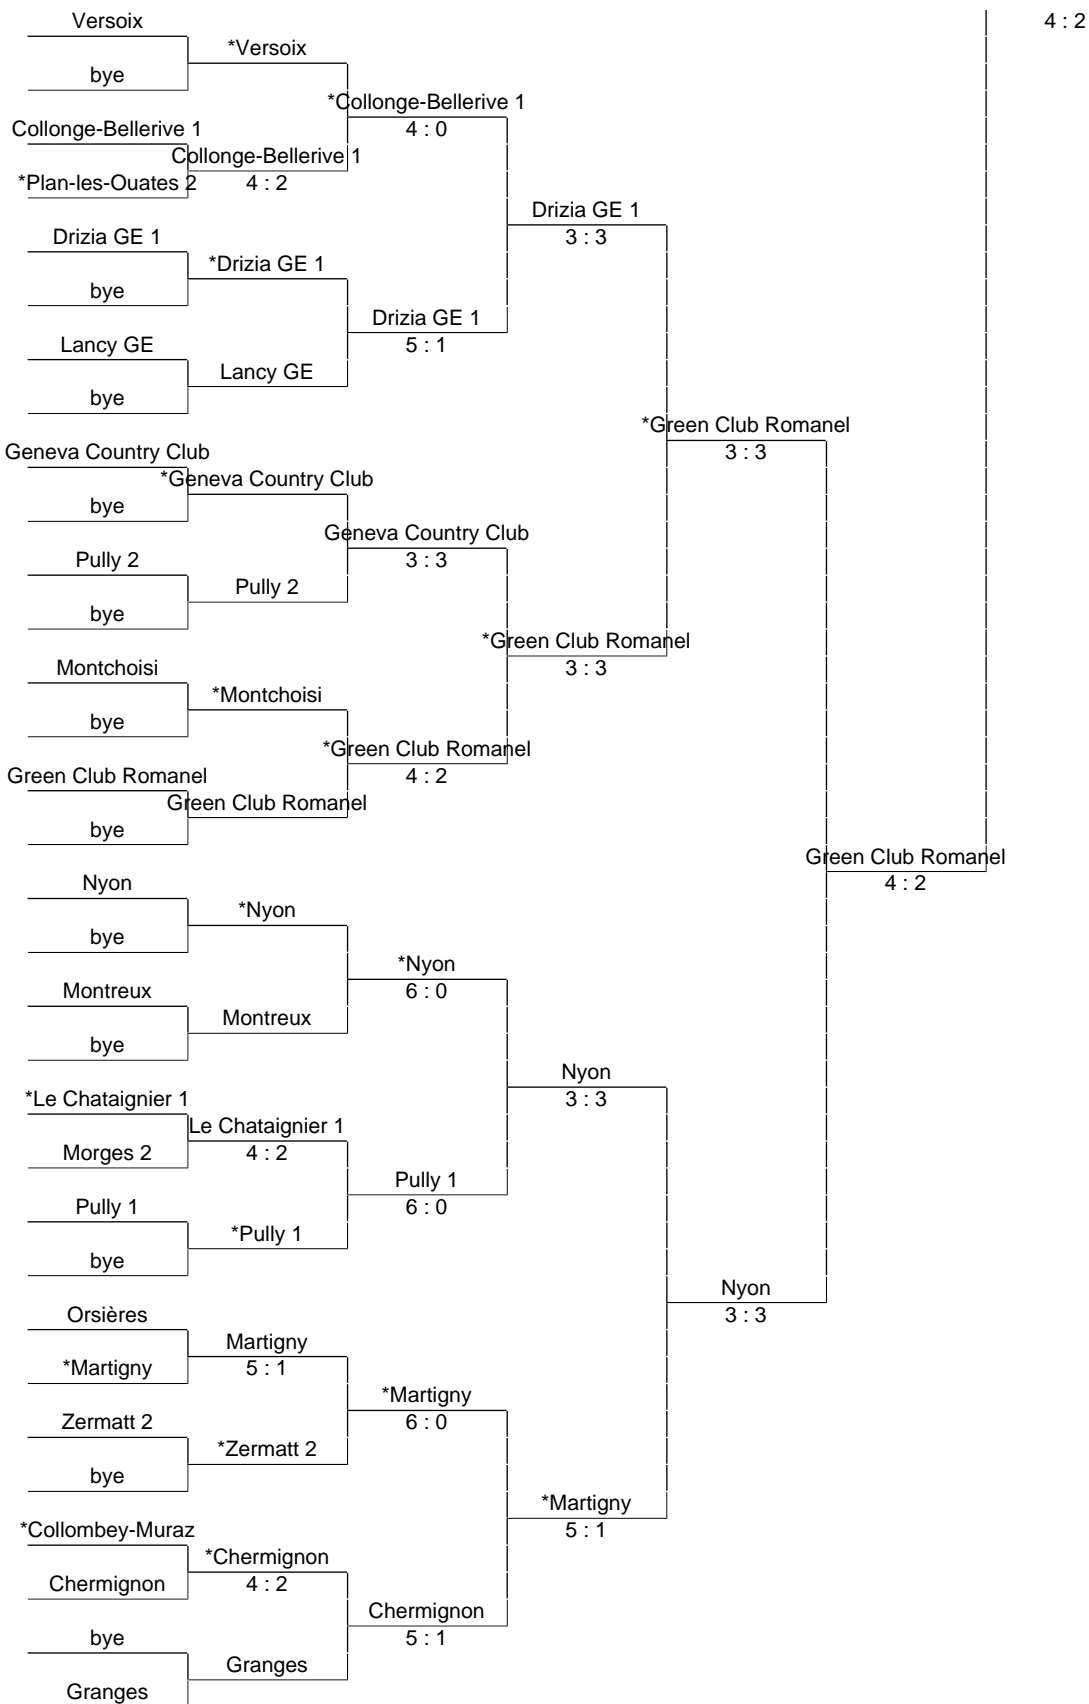 Versoix
bye
Collonge-Bellerive 1
*Plan-les-Ouates 2
Drizia GE 1
bye
Lancy GE
bye
Geneva Country Club
bye
Pully 2
bye
Montchoisi
bye
Green Club Romanel
bye
Nyon
bye
Montreux
bye
*Le Chataignier 1
Morges 2
Pully 1
bye
Orsières
*Martigny
Zermatt 2
bye
*Collombey-Muraz
Chermignon
bye
Granges
*Versoix
Collonge-Bellerive 1
4 : 2
*Drizia GE 1
Lancy GE
*Geneva Country Club
Pully 2
*Montchoisi
Green Club Romanel
*Nyon
Montreux
Le Chataignier 1
4 : 2
*Pully 1
Martigny
5 : 1
*Zermatt 2
*Chermignon
4 : 2
Granges
*Collonge-Bellerive 1
4 : 0
Drizia GE 1
5 : 1
Geneva Country Club
3 : 3
*Green Club Romanel
4 : 2
*Nyon
6 : 0
Pully 1
6 : 0
*Martigny
6 : 0
Chermignon
5 : 1
Drizia GE 1
3 : 3
*Green Club Romanel
3 : 3
Nyon
3 : 3
*Martigny
5 : 1
*Green Club Romanel
3 : 3
Nyon
3 : 3
Green Club Romanel
4 : 2
4 : 2